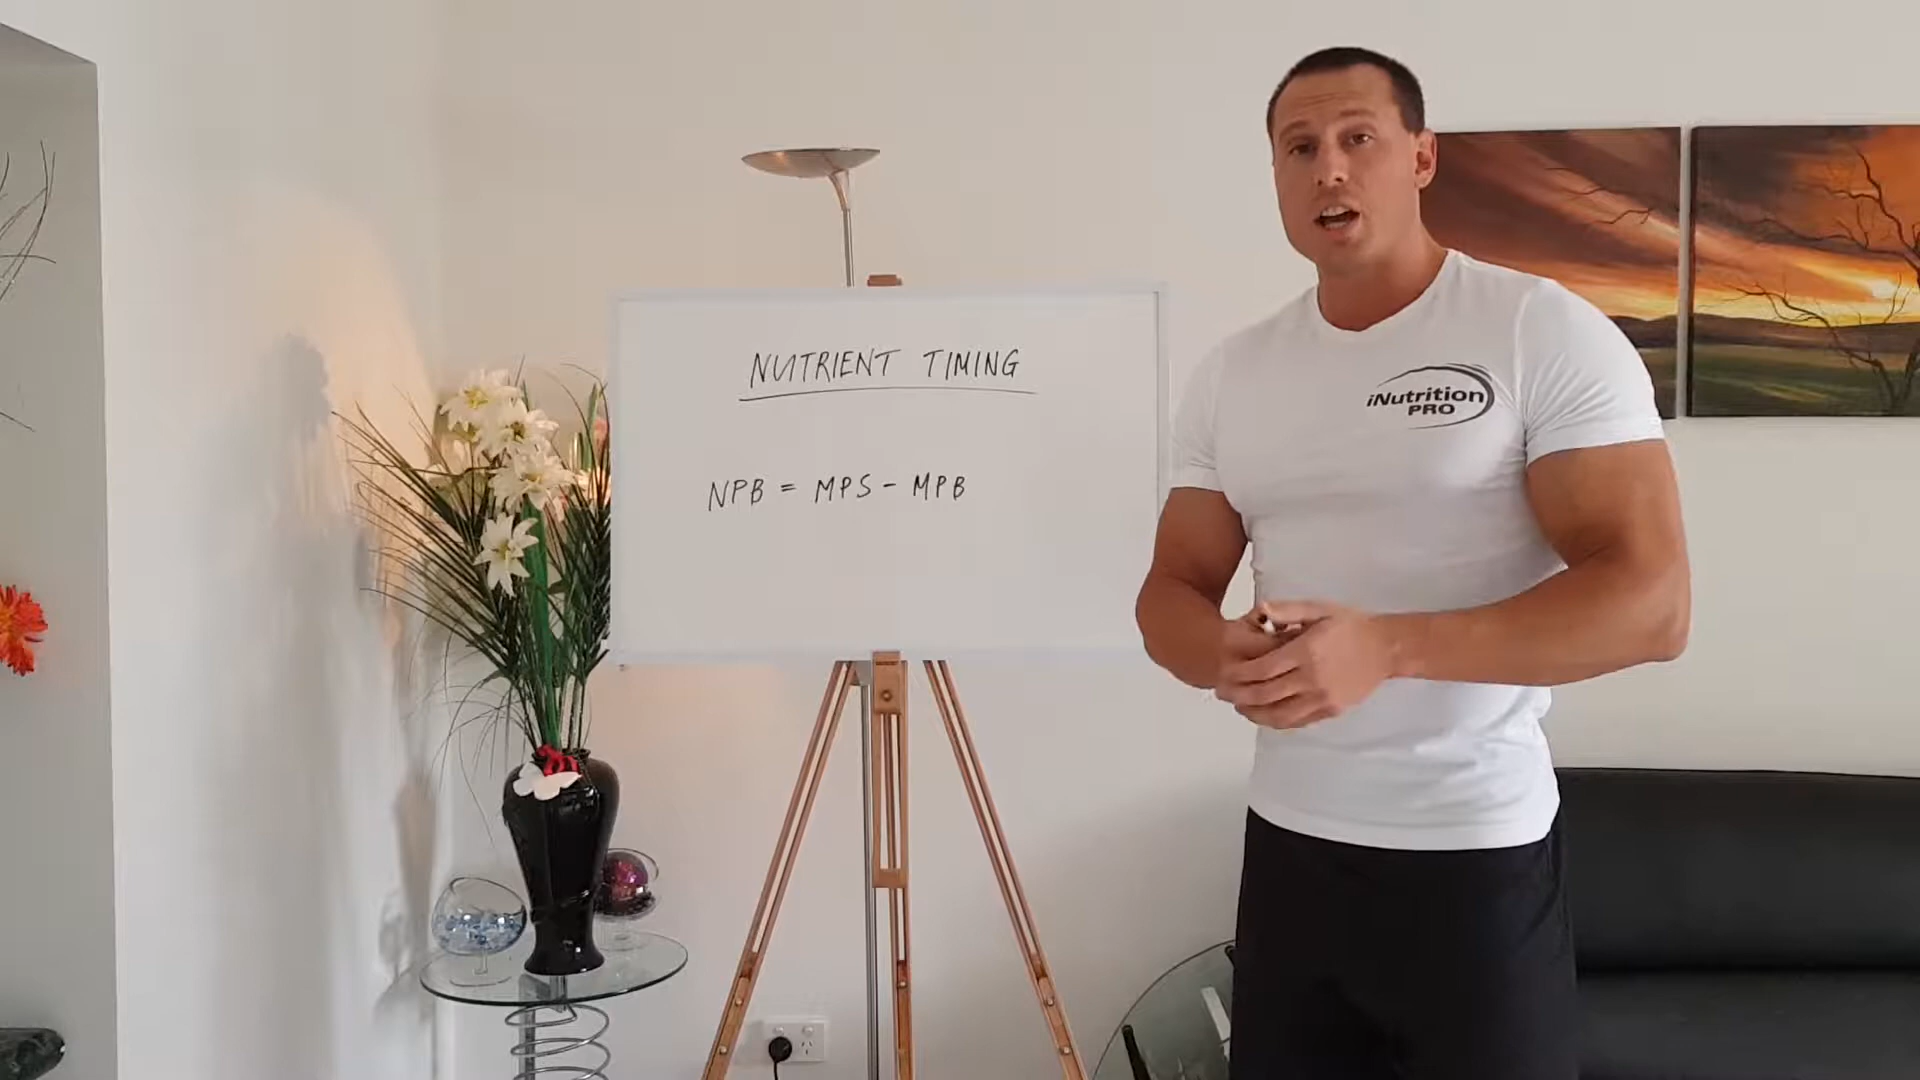 NUTRIENT TIMING
NPB = MPS - MPB
iNutrition
PRO